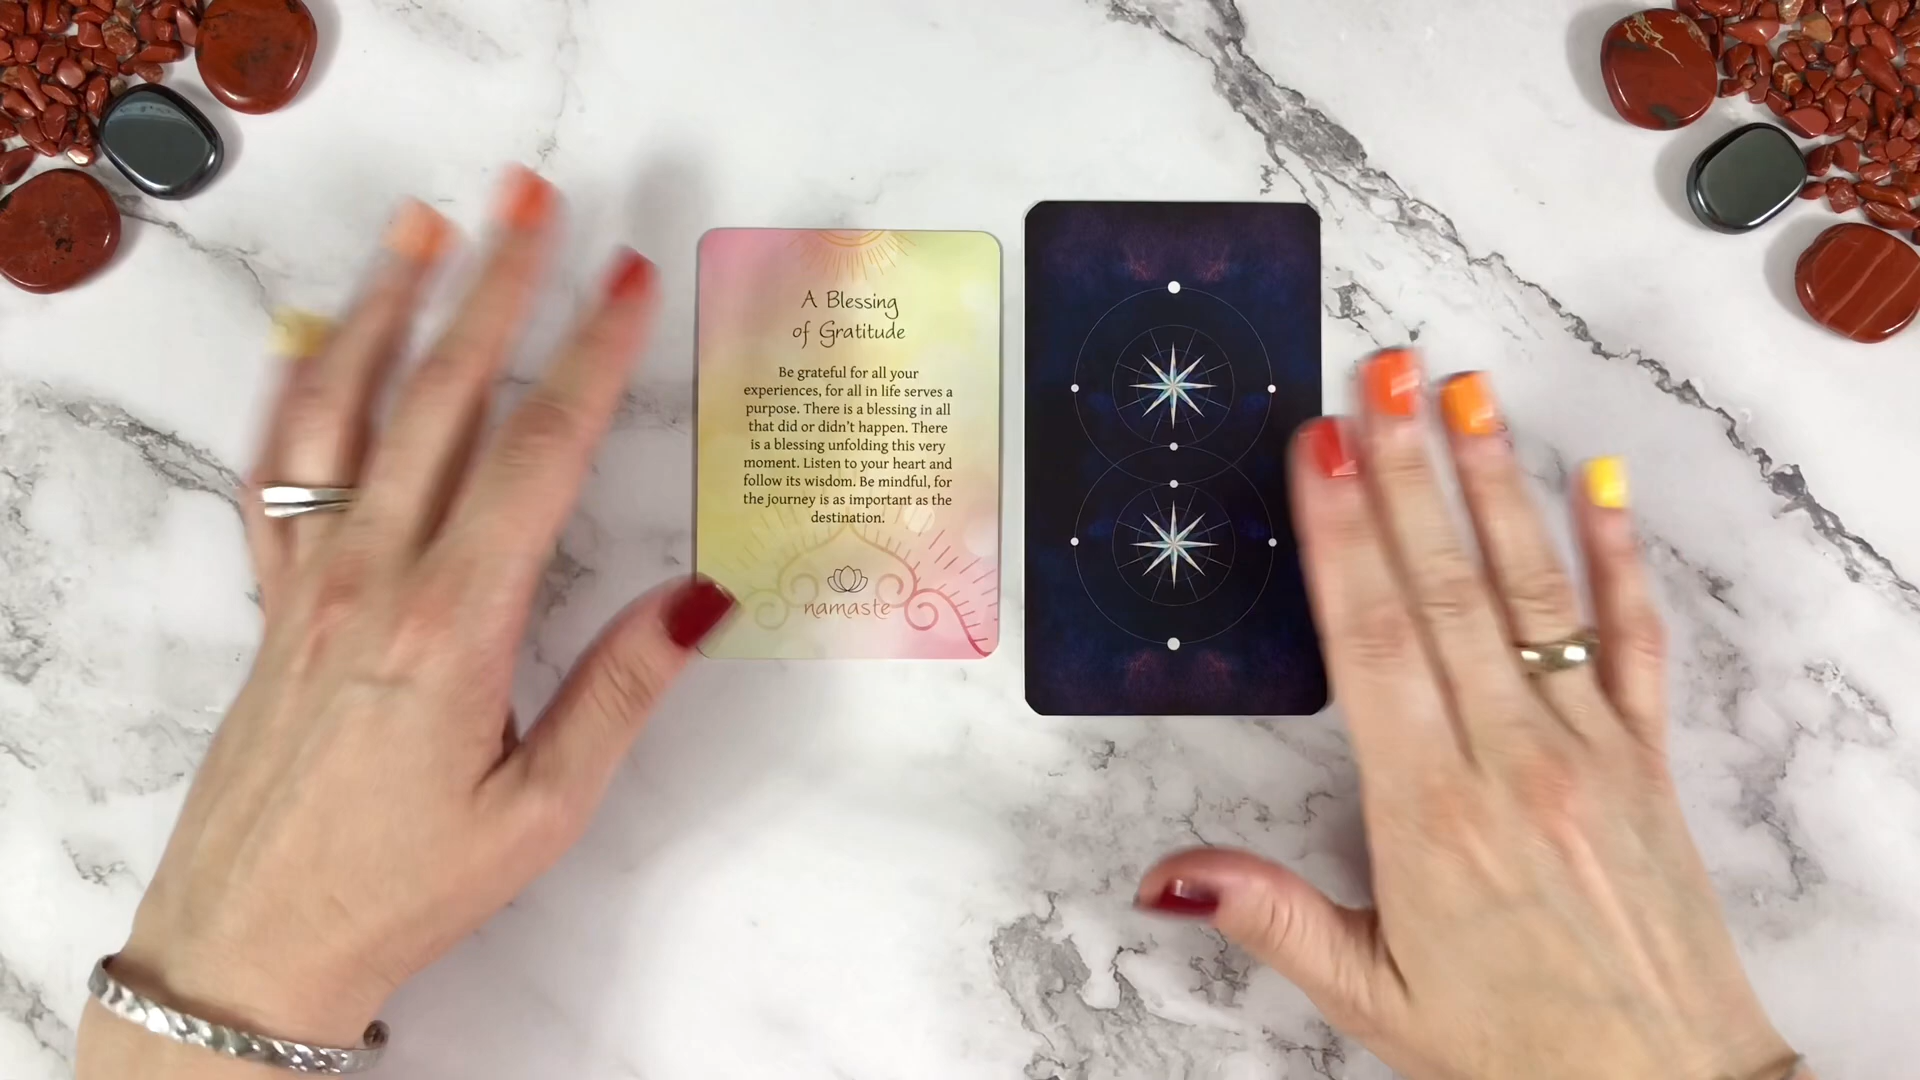 A Blessing
of Gratitude
Be grateful for all your
experiences, for all in life serves a
purpose. There is a blessing in all
that did or didn't happen. There
is a blessing unfolding this very
moment. Listen to your heart and
follow its wisdom. Be mindful, for
the journey is as important as the
destination.
namaste